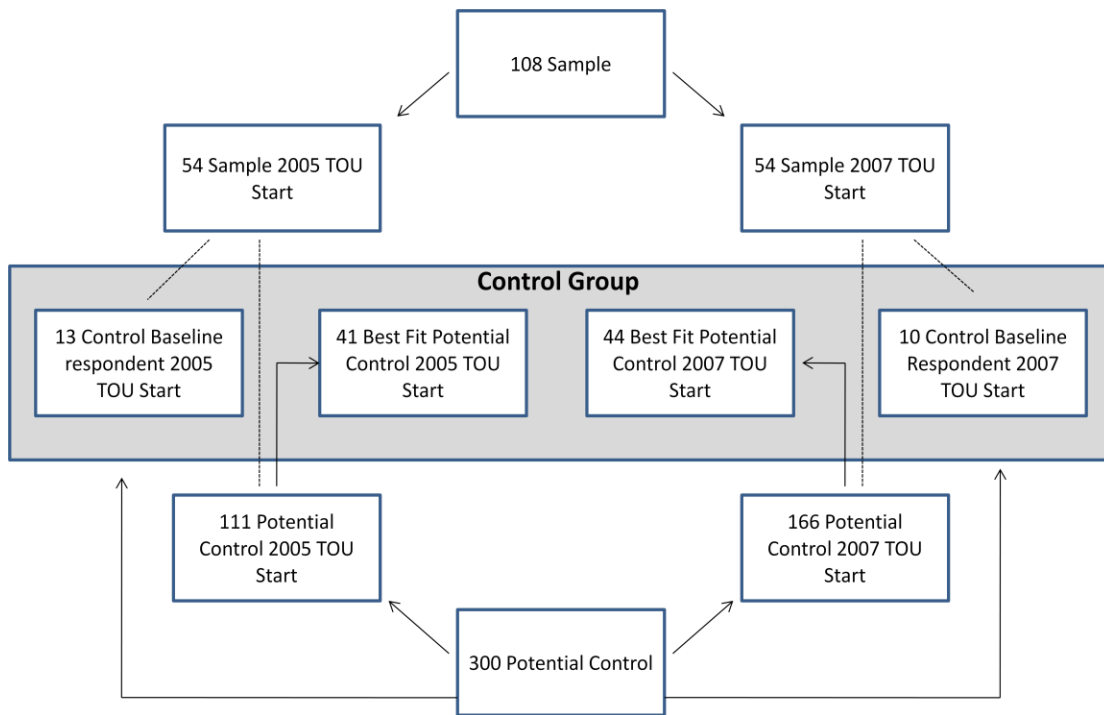 108 Sample
54 Sample 2005 TOU
Start
54 Sample 2007 TOU
Start
Control Group
13 Control Baseline
respondent 2005
TOU Start
41 Best Fit Potential
Control 2005 TOU
Start
44 Best Fit Potential
Control 2007 TOU
Start
10 Control Baseline
Respondent 2007
TOU Start
111 Potential
Control 2005 TOU
Start
166 Potential
Control 2007 TOU
Start
300 Potential Control